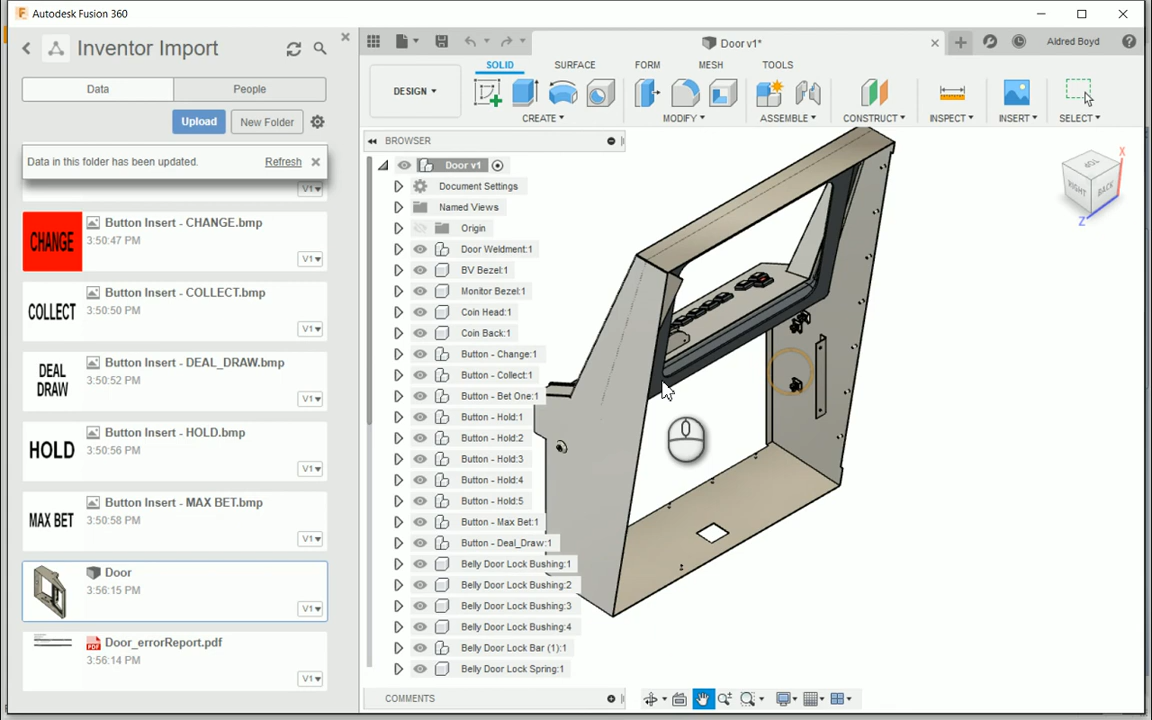 Autodesk Fusion 360
Inventor Import
Data
People
Upload
New Folder
Data in this folder has been updated.
Refresh
V1
CHANGE
Button Insert - CHANGE.bmp
3:50:47 PM
V1
COLLECT
Button Insert - COLLECT.bmp
3:50:50 PM
V1
DEAL
DRAW
Button Insert - DEAL_DRAW.bmp
3:50:52 PM
V1
HOLD
Button Insert - HOLD.bmp
3:50:56 PM
V1
MAX BET
Button Insert - MAX BET.bmp
3:50:58 PM
V1
Door
3:56:15 PM
V1
PDF
Door_errorReport.pdf
3:56:14 PM
V1
Door v1*
Aldred Boyd
DESIGN
SOLID
SURFACE
FORM
MESH
TOOLS
CREATE
MODIFY
ASSEMBLE
CONSTRUCT
INSPECT
INSERT
SELECT
BROWSER
Door v1
Document Settings
Named Views
Origin
Door Weldment:1
BV Bezel:1
Monitor Bezel:1
Coin Head:1
Coin Back:1
Button - Change:1
Button - Collect:1
Button - Bet One:1
Button - Hold:1
Button - Hold:2
Button - Hold:3
Button - Hold:4
Button - Hold:5
Button - Max Bet:1
Button - Deal_Draw:1
Belly Door Lock Bushing:1
Belly Door Lock Bushing:2
Belly Door Lock Bushing:3
Belly Door Lock Bushing:4
Belly Door Lock Bar (1):1
Belly Door Lock Spring:1
COMMENTS
TOP
RIGHT
BACK
X
Z